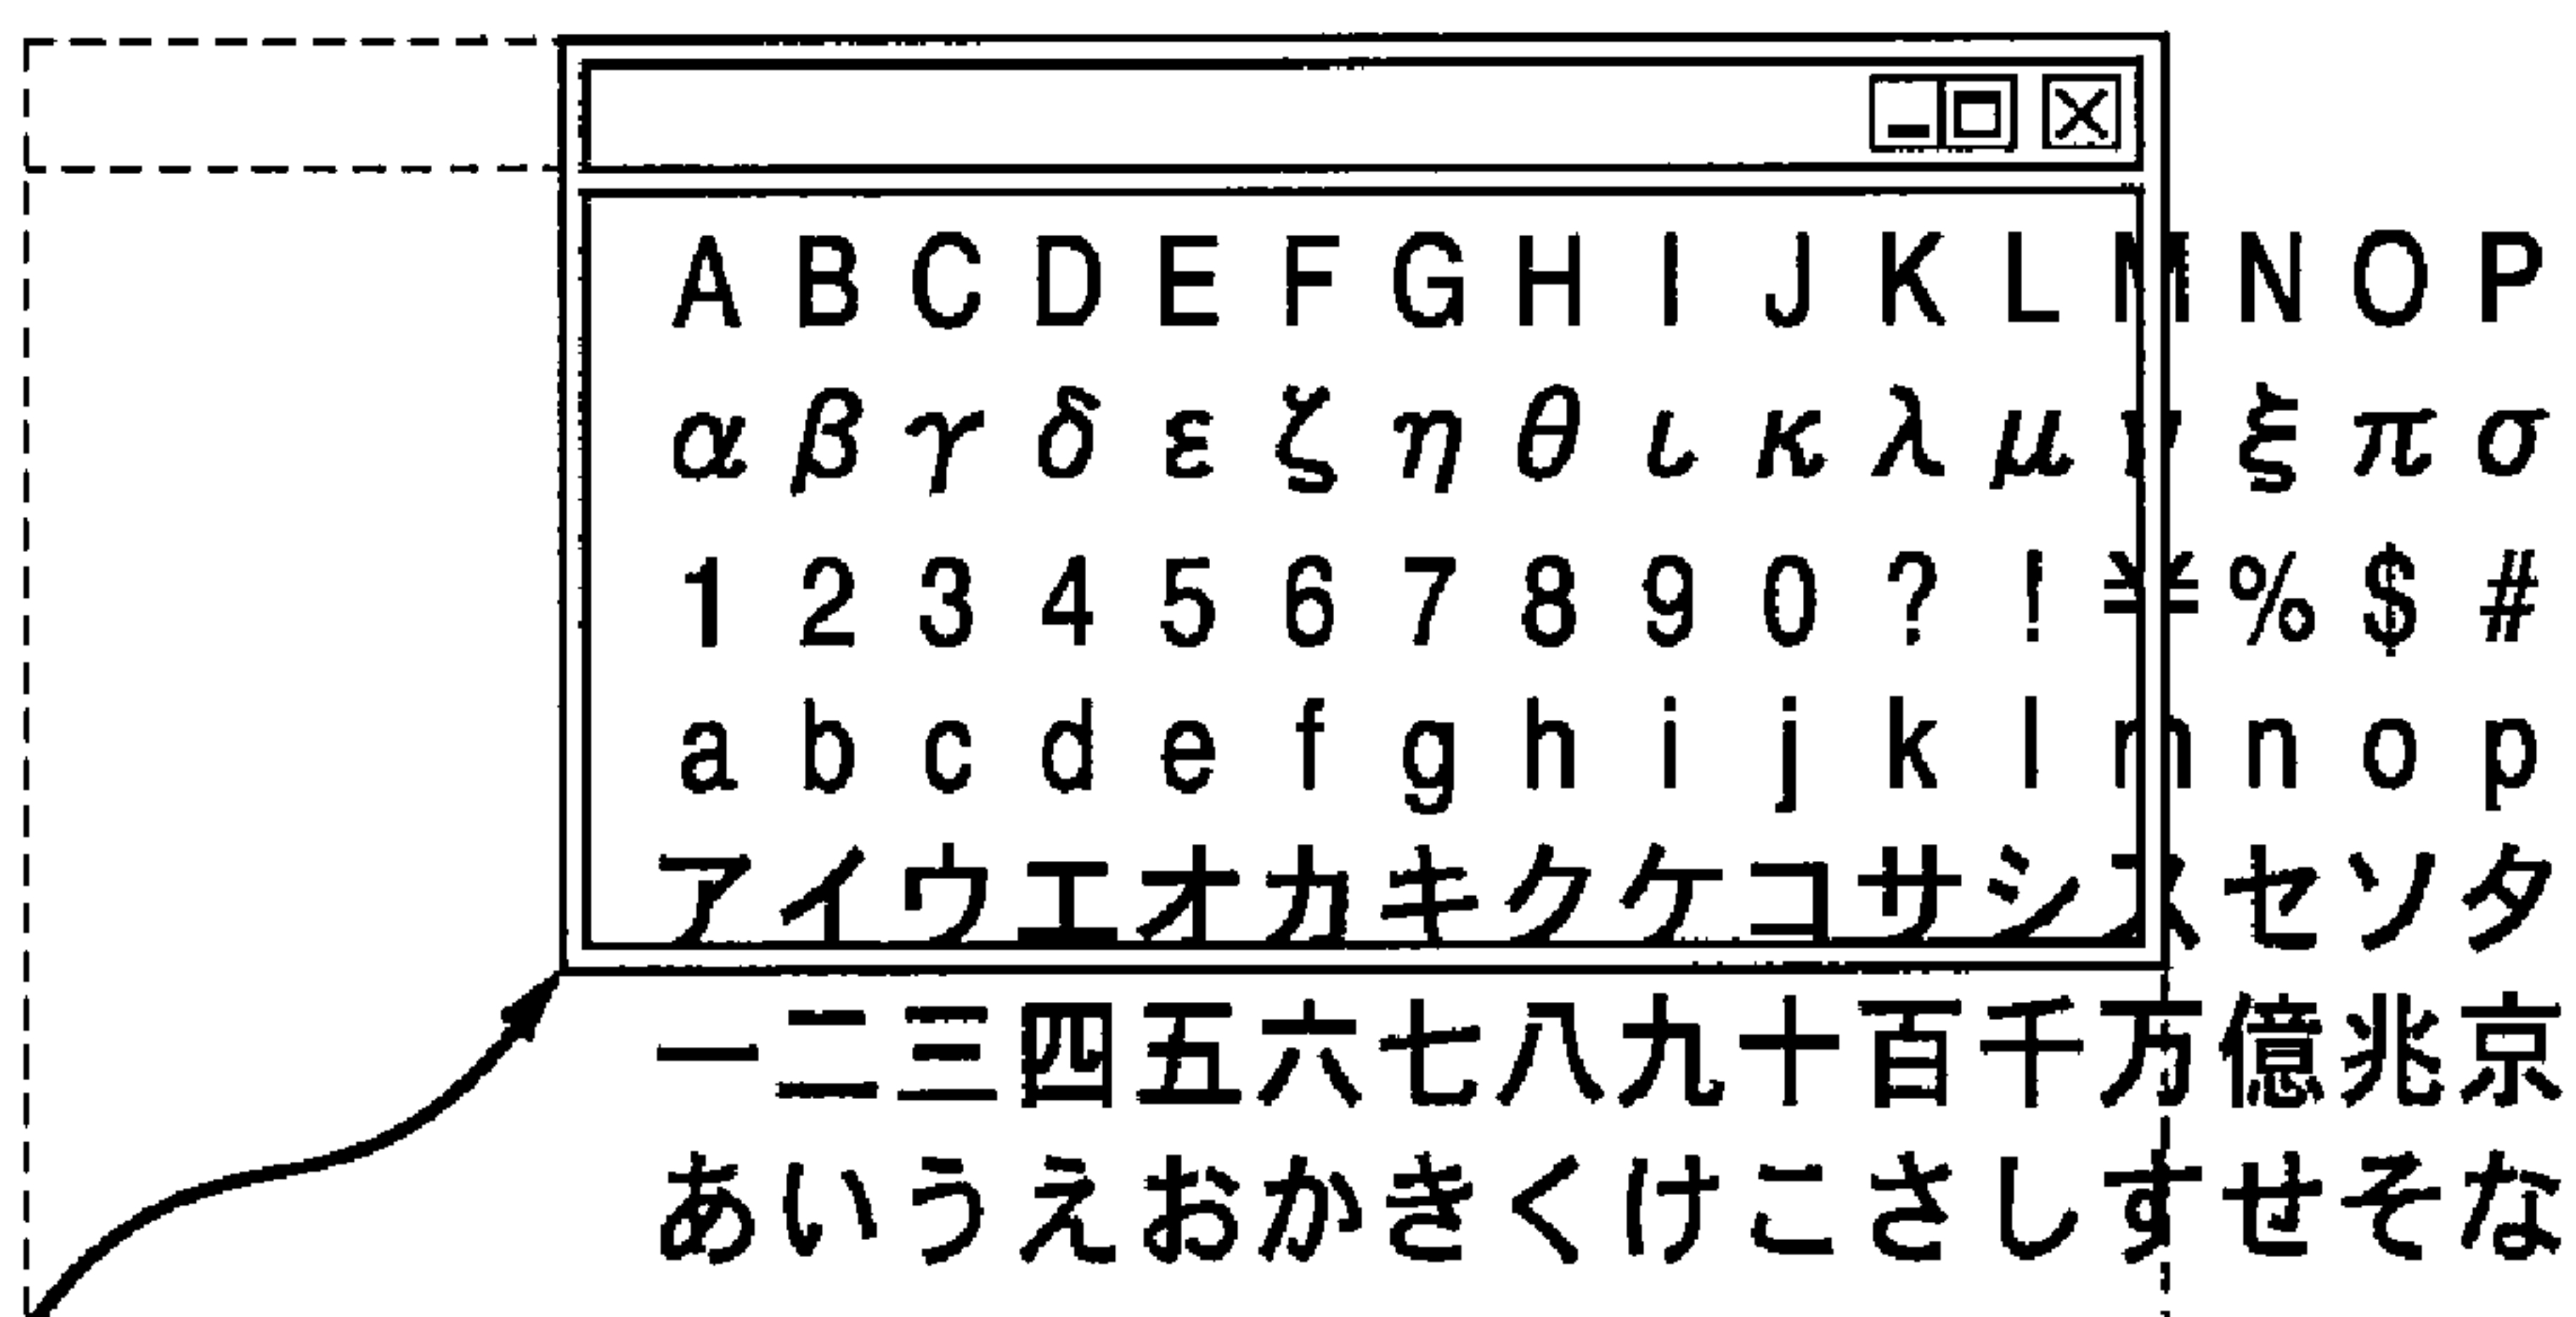 A B C D E F G H I J K L M N O P
α β γ δ ε ζ η θ ι κ λ μ ν ξ π σ
1 2 3 4 5 6 7 8 9 0 ? ! ¥ % $ #
a b c d e f g h i j k l m n o p
アイウエオカキクケコサシスセソタ
一二三四五六七八九十百千万億兆京
あいうえおかきくけこさしすせそな